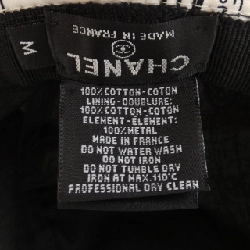 MADE IN FRANCE
CHANEL
M
100% COTTON-COTON
LINING-DOUBLURE:
100% COTTON-COTON
ELEMENT-ELEMENT:
100%METAL
MADE IN FRANCE
DO NOT WATER WASH
DO NOT IRON
DO NOT TUMBLE DRY
IRON AT MAX.110°C
PROFESSIONAL DRY CLEAN